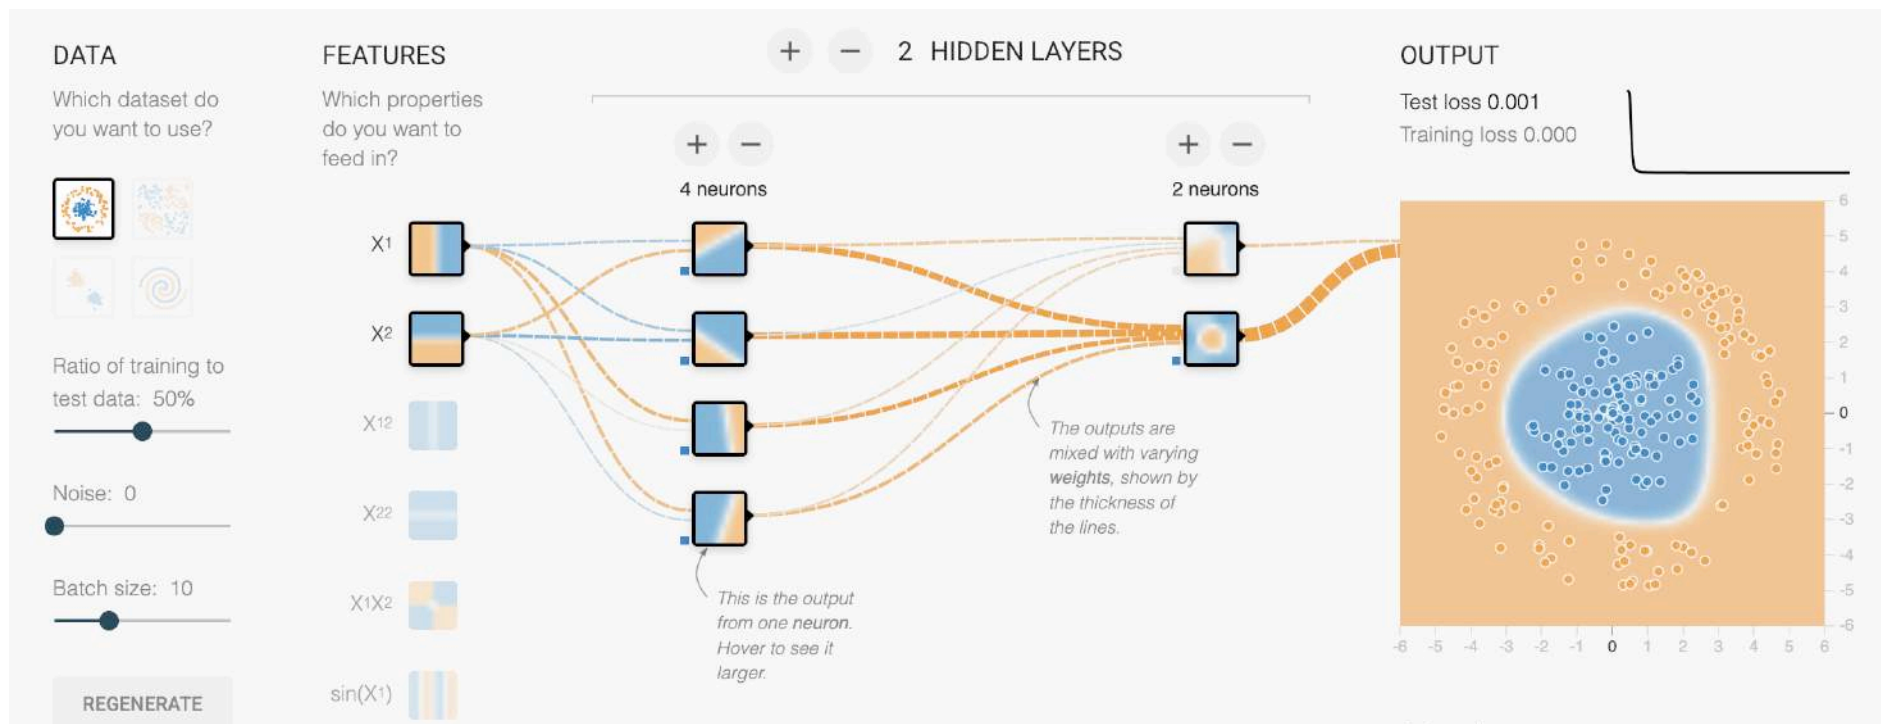 DATA
Which dataset do
you want to use?
Ratio of training to
test data: 50%
Noise: 0
Batch size: 10
REGENERATE
FEATURES
Which properties
do you want to
feed in?
X1
X2
X12
X22
X1X2
sin(X1)
+ − 2 HIDDEN LAYERS
+ −
4 neurons
+ −
2 neurons
The outputs are
mixed with varying
weights, shown by
the thickness of
the lines.
This is the output
from one neuron.
Hover to see it
larger.
OUTPUT
Test loss 0.001
Training loss 0.000
6
5
4
3
2
1
0
-1
-2
-3
-4
-5
-6
-6 -5 -4 -3 -2 -1 0 1 2 3 4 5 6